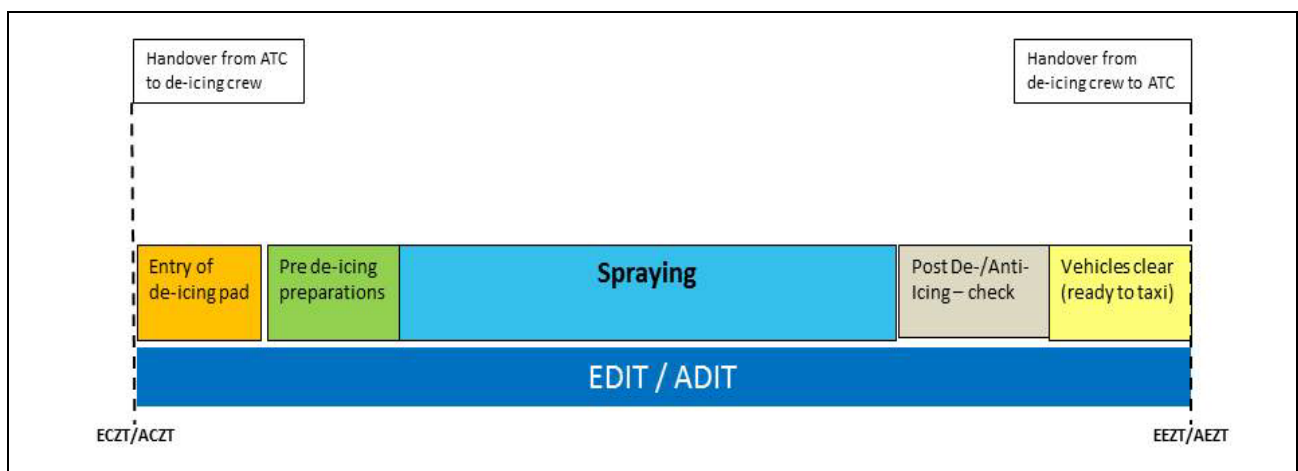 Handover from ATC
to de-icing crew
Handover from
de-icing crew to ATC
Entry of
de-icing pad
Pre de-icing
preparations
Spraying
Post De-/Anti-
Icing – check
Vehicles clear
(ready to taxi)
EDIT / ADIT
ECZT/ACZT
EEZT/AEZT